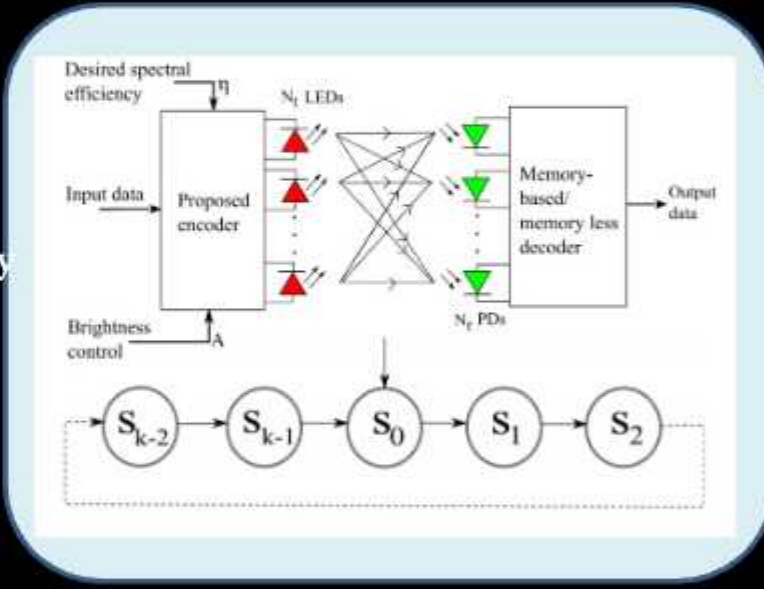 Desired spectral
efficiency
η
Nt LEDs
Input data
Proposed
encoder
Memory-
based/
memory less
decoder
Output
data
Nr PDs
Brightness
control
A
Sk-2
Sk-1
S0
S1
S2